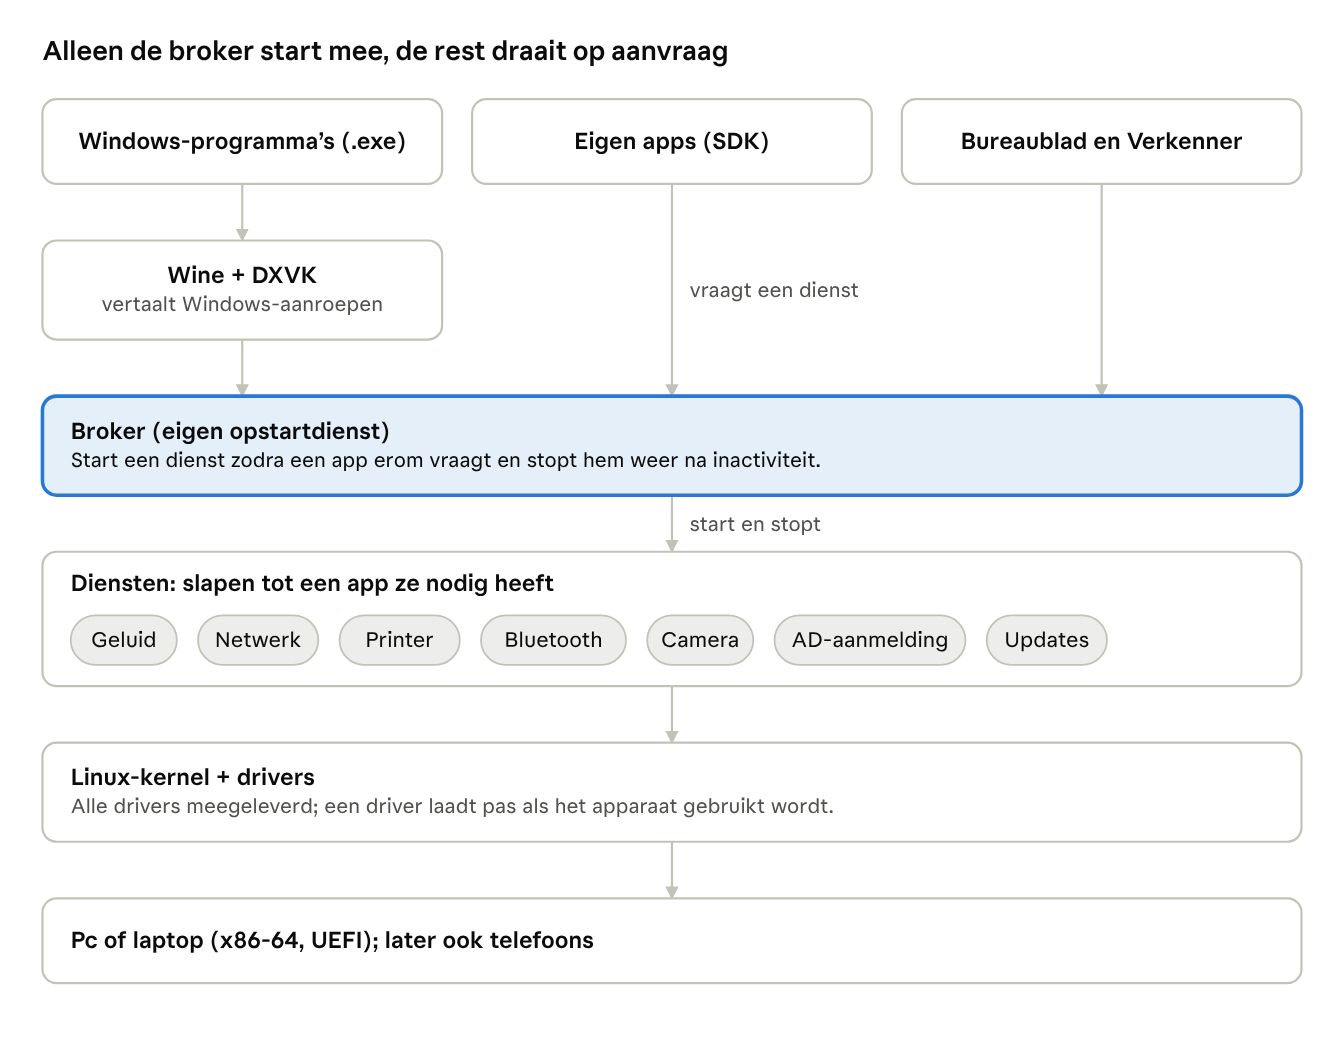 Alleen de broker start mee, de rest draait op aanvraag
Windows-programma’s (.exe)
Eigen apps (SDK)
Bureaublad en Verkenner
Wine + DXVK
vertaalt Windows-aanroepen
vraagt een dienst
Broker (eigen opstartdienst)
Start een dienst zodra een app erom vraagt en stopt hem weer na inactiviteit.
start en stopt
Diensten: slapen tot een app ze nodig heeft
Geluid
Netwerk
Printer
Bluetooth
Camera
AD-aanmelding
Updates
Linux-kernel + drivers
Alle drivers meegeleverd; een driver laadt pas als het apparaat gebruikt wordt.
Pc of laptop (x86-64, UEFI); later ook telefoons